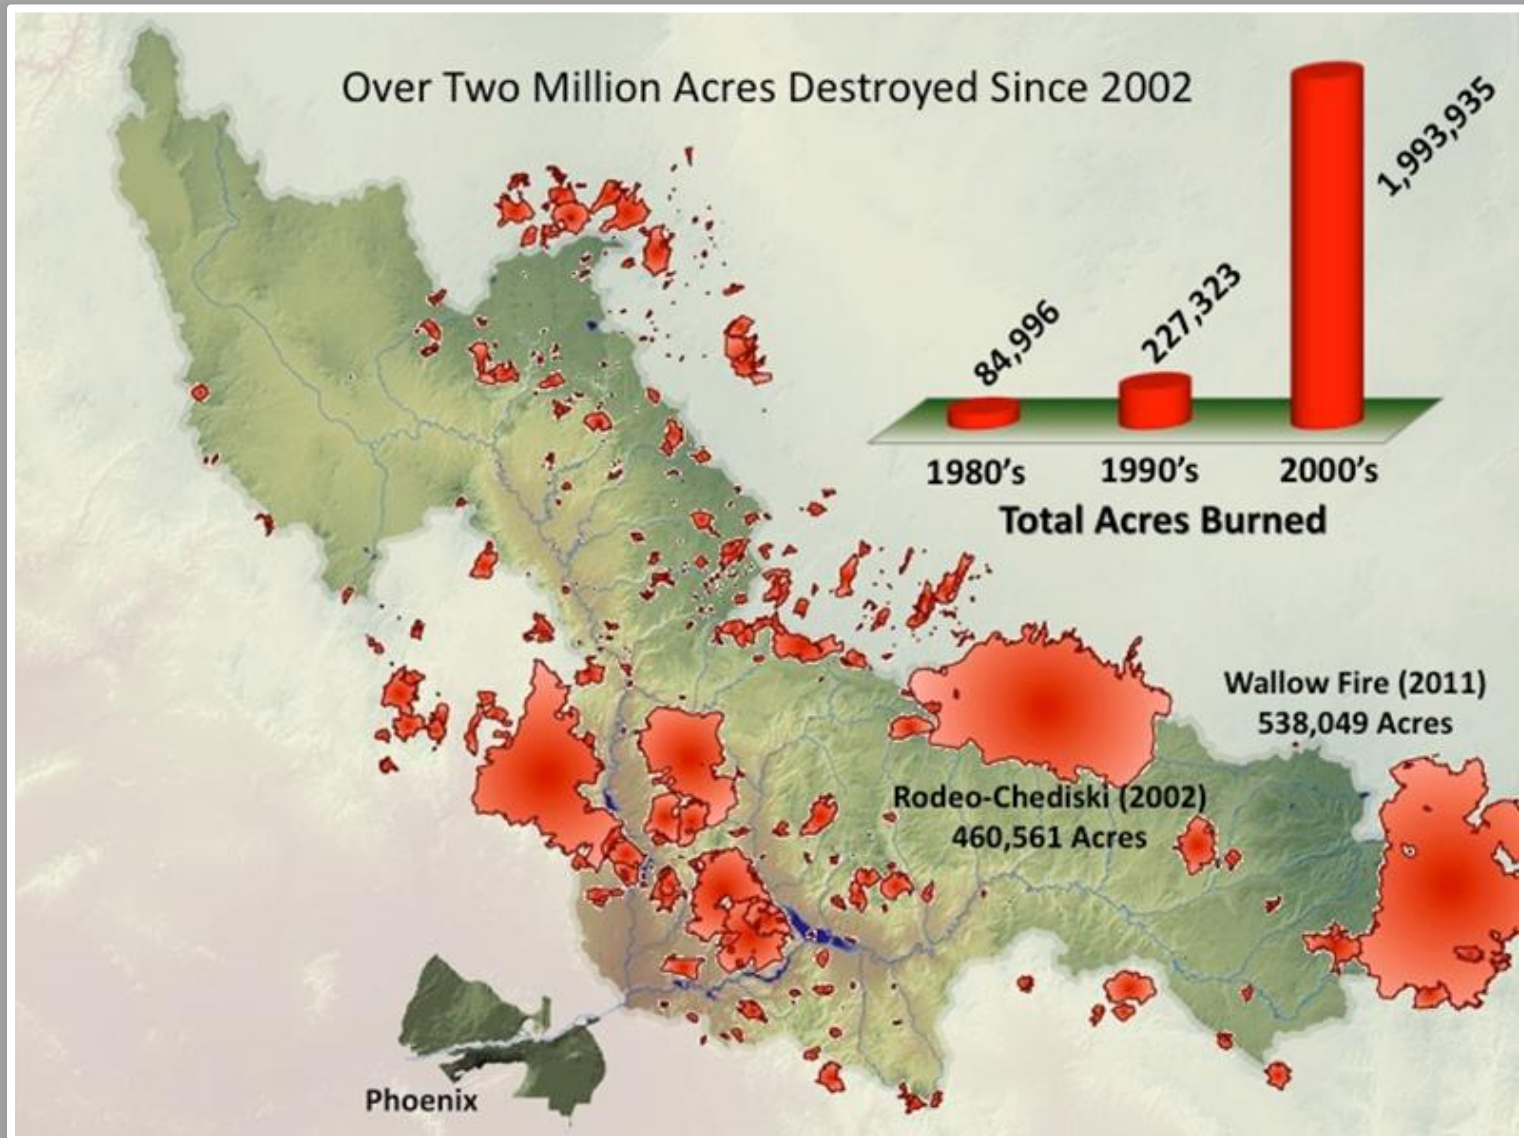 Over Two Million Acres Destroyed Since 2002
84,996
227,323
1,993,935
1980's
1990's
2000's
Total Acres Burned
Wallow Fire (2011)
538,049 Acres
Rodeo-Chediski (2002)
460,561 Acres
Phoenix